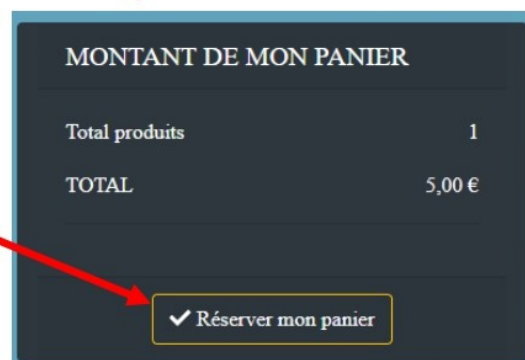 MONTANT DE MON PANIER
Total produits 1
TOTAL 5,00 €
✔ Réserver mon panier